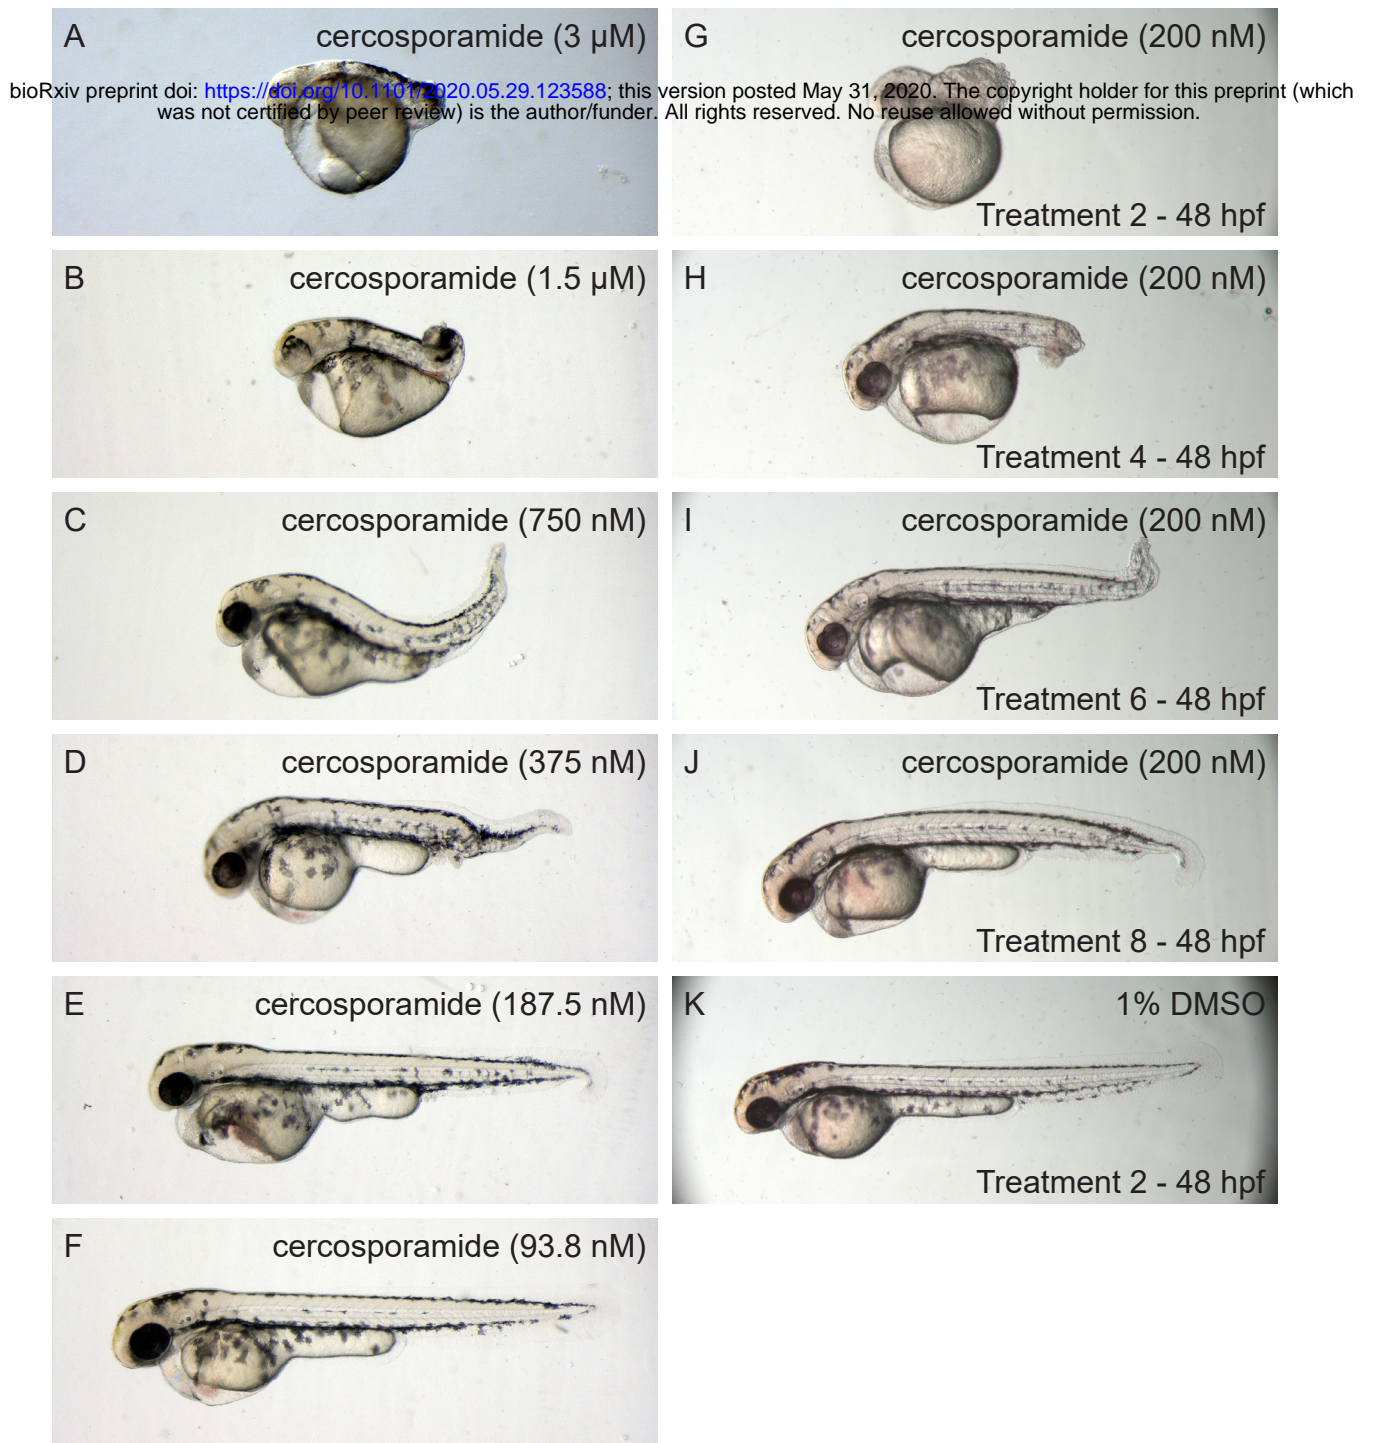 A cercosporamide (3 µM)
G cercosporamide (200 nM)
bioRxiv preprint doi: https://doi.org/10.1101/2020.05.29.123588; this version posted May 31, 2020. The copyright holder for this preprint (which
was not certified by peer review) is the author/funder. All rights reserved. No reuse allowed without permission.
Treatment 2 - 48 hpf
B cercosporamide (1.5 µM)
H cercosporamide (200 nM)
Treatment 4 - 48 hpf
C cercosporamide (750 nM)
I cercosporamide (200 nM)
Treatment 6 - 48 hpf
D cercosporamide (375 nM)
J cercosporamide (200 nM)
Treatment 8 - 48 hpf
E cercosporamide (187.5 nM)
K 1% DMSO
Treatment 2 - 48 hpf
F cercosporamide (93.8 nM)